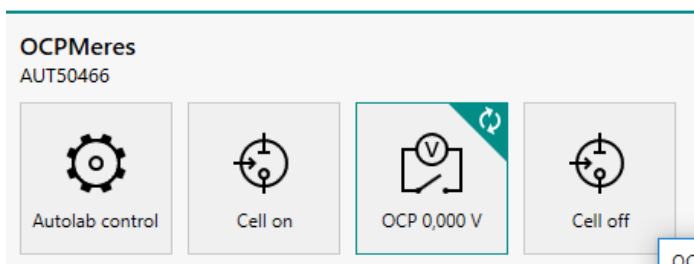 OCPMeres
AUT50466
V
Autolab control
Cell on
OCP 0,000 V
Cell off